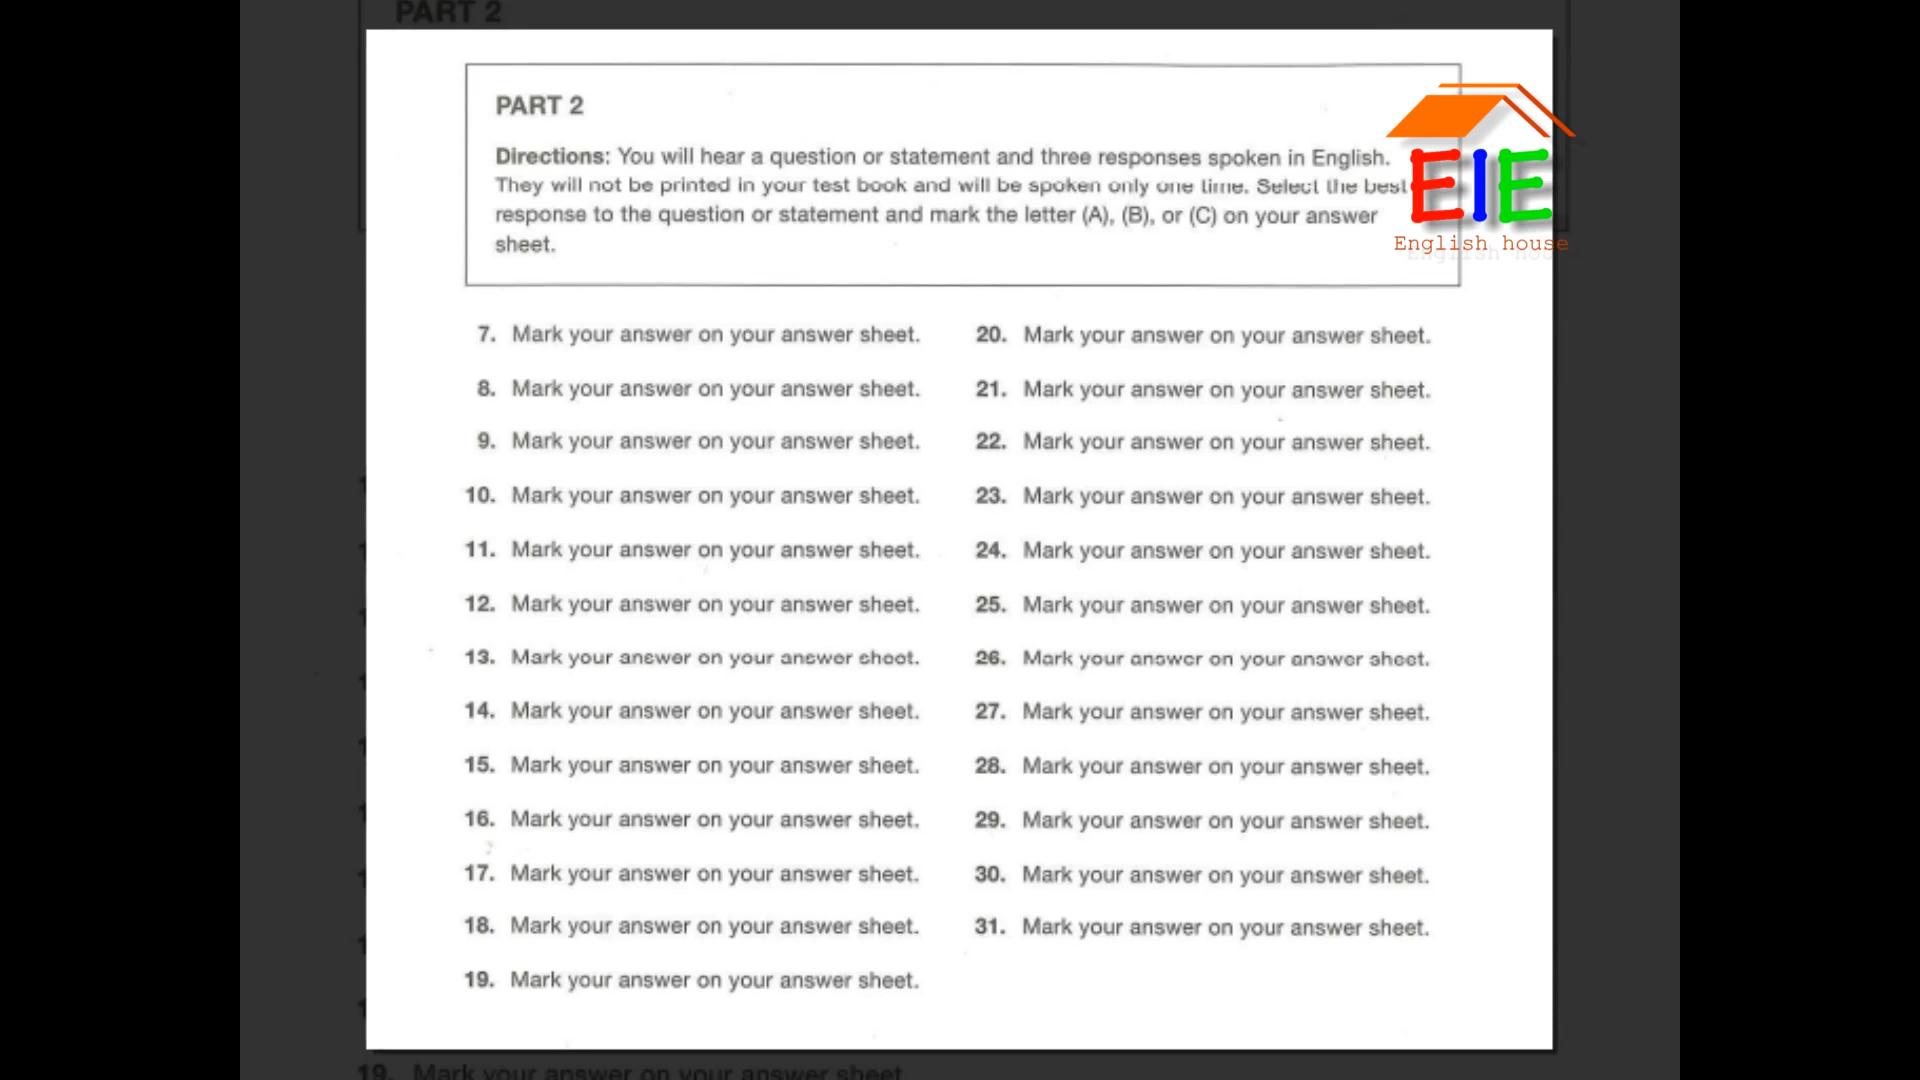 PART 2
PART 2
Directions: You will hear a question or statement and three responses spoken in English.
They will not be printed in your test book and will be spoken only one time. Select the best
response to the question or statement and mark the letter (A), (B), or (C) on your answer
sheet.
EIE
English house
7. Mark your answer on your answer sheet.
8. Mark your answer on your answer sheet.
9. Mark your answer on your answer sheet.
10. Mark your answer on your answer sheet.
11. Mark your answer on your answer sheet.
12. Mark your answer on your answer sheet.
13. Mark your answer on your answer sheet.
14. Mark your answer on your answer sheet.
15. Mark your answer on your answer sheet.
16. Mark your answer on your answer sheet.
17. Mark your answer on your answer sheet.
18. Mark your answer on your answer sheet.
19. Mark your answer on your answer sheet.
20. Mark your answer on your answer sheet.
21. Mark your answer on your answer sheet.
22. Mark your answer on your answer sheet.
23. Mark your answer on your answer sheet.
24. Mark your answer on your answer sheet.
25. Mark your answer on your answer sheet.
26. Mark your answer on your answer sheet.
27. Mark your answer on your answer sheet.
28. Mark your answer on your answer sheet.
29. Mark your answer on your answer sheet.
30. Mark your answer on your answer sheet.
31. Mark your answer on your answer sheet.
19. Mark your answer on your answer sheet